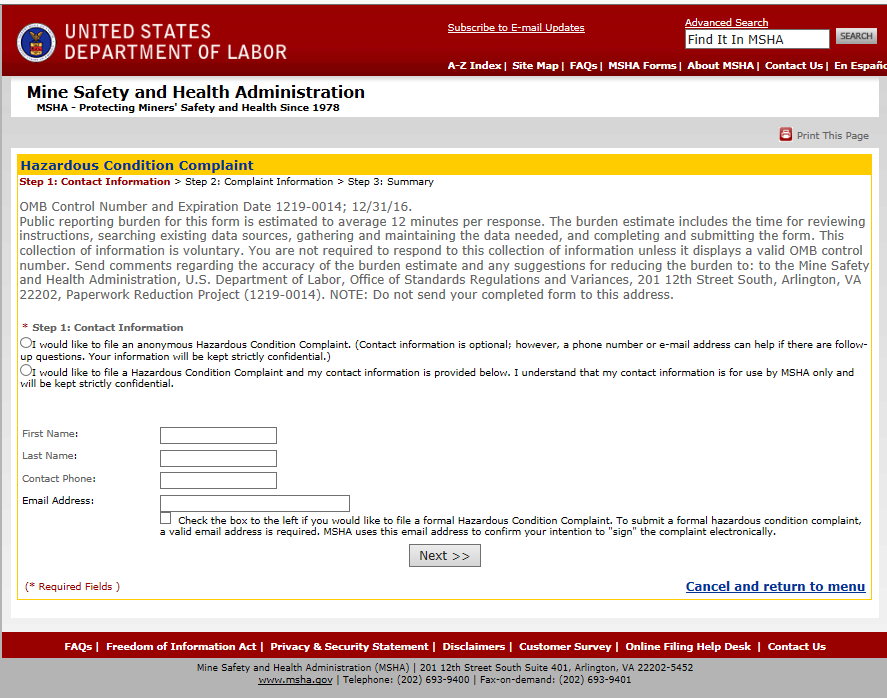 UNITED STATES
DEPARTMENT OF LABOR
Subscribe to E-mail Updates
Advanced Search
Find It In MSHA
SEARCH
A-Z Index | Site Map | FAQs | MSHA Forms | About MSHA | Contact Us | En Españo
Mine Safety and Health Administration
MSHA - Protecting Miners' Safety and Health Since 1978
Print This Page
Hazardous Condition Complaint
Step 1: Contact Information > Step 2: Complaint Information > Step 3: Summary
OMB Control Number and Expiration Date 1219-0014; 12/31/16.
Public reporting burden for this form is estimated to average 12 minutes per response. The burden estimate includes the time for reviewing
instructions, searching existing data sources, gathering and maintaining the data needed, and completing and submitting the form. This
collection of information is voluntary. You are not required to respond to this collection of information unless it displays a valid OMB control
number. Send comments regarding the accuracy of the burden estimate and any suggestions for reducing the burden to: to the Mine Safety
and Health Administration, U.S. Department of Labor, Office of Standards Regulations and Variances, 201 12th Street South, Arlington, VA
22202, Paperwork Reduction Project (1219-0014). NOTE: Do not send your completed form to this address.
* Step 1: Contact Information
I would like to file an anonymous Hazardous Condition Complaint. (Contact information is optional; however, a phone number or e-mail address can help if there are follow-
up questions. Your information will be kept strictly confidential.)
I would like to file a Hazardous Condition Complaint and my contact information is provided below. I understand that my contact information is for use by MSHA only and
will be kept strictly confidential.
First Name:
Last Name:
Contact Phone:
Email Address:
Check the box to the left if you would like to file a formal Hazardous Condition Complaint. To submit a formal hazardous condition complaint,
a valid email address is required. MSHA uses this email address to confirm your intention to "sign" the complaint electronically.
Next >>
(* Required Fields )
Cancel and return to menu
FAQs | Freedom of Information Act | Privacy & Security Statement | Disclaimers | Customer Survey | Online Filing Help Desk | Contact Us
Mine Safety and Health Administration (MSHA) | 201 12th Street South Suite 401, Arlington, VA 22202-5452
www.msha.gov | Telephone: (202) 693-9400 | Fax-on-demand: (202) 693-9401